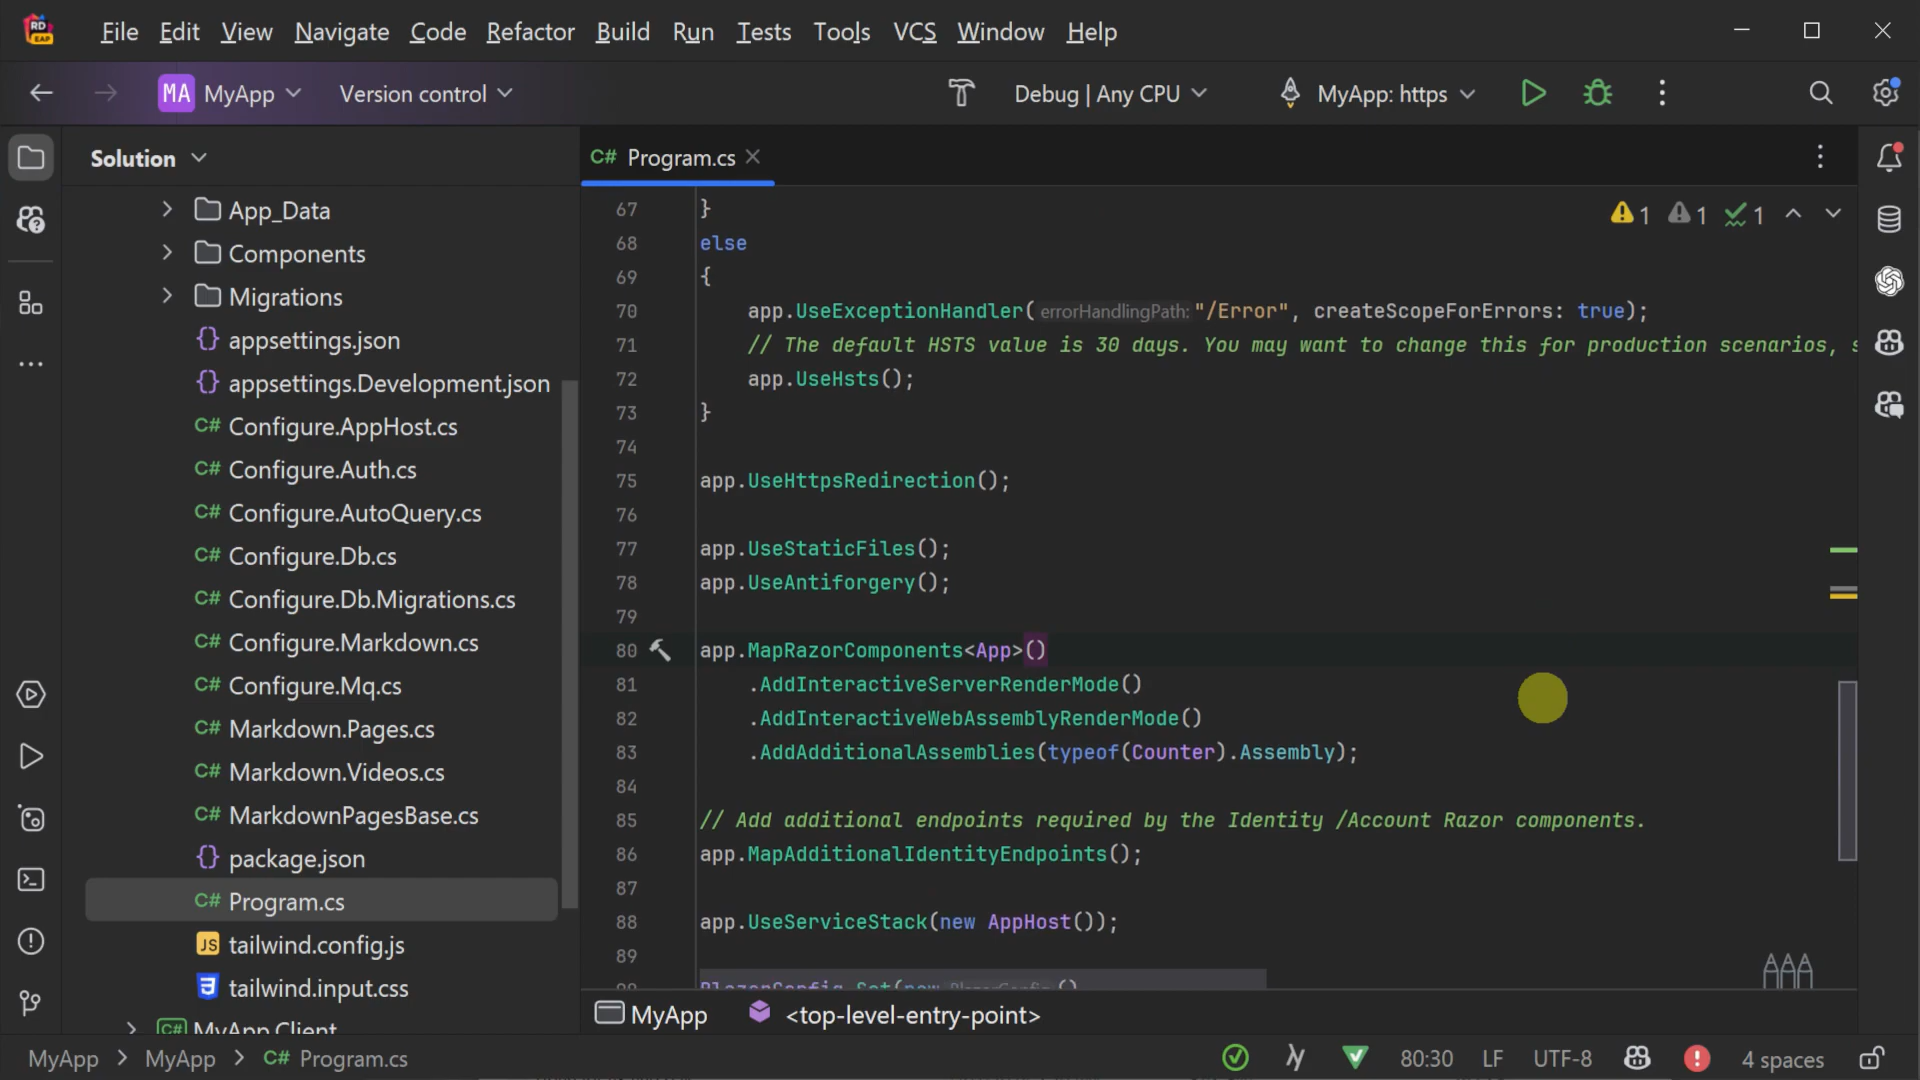 File Edit View Navigate Code Refactor Build Run Tests Tools VCS Window Help
MA MyApp Version control Debug | Any CPU MyApp: https
Solution
App_Data
Components
Migrations
{} appsettings.json
{} appsettings.Development.json
C# Configure.AppHost.cs
C# Configure.Auth.cs
C# Configure.AutoQuery.cs
C# Configure.Db.cs
C# Configure.Db.Migrations.cs
C# Configure.Markdown.cs
C# Configure.Mq.cs
C# Markdown.Pages.cs
C# Markdown.Videos.cs
C# MarkdownPagesBase.cs
{} package.json
C# Program.cs
JS tailwind.config.js
tailwind.input.css
C# MyApp.Client
C# Program.cs
1 1 1
67 }
68 else
69 {
70 app.UseExceptionHandler( errorHandlingPath: "/Error", createScopeForErrors: true);
71 // The default HSTS value is 30 days. You may want to change this for production scenarios, s
72 app.UseHsts();
73 }
74
75 app.UseHttpsRedirection();
76
77 app.UseStaticFiles();
78 app.UseAntiforgery();
79
80 app.MapRazorComponents<App>()
81 .AddInteractiveServerRenderMode()
82 .AddInteractiveWebAssemblyRenderMode()
83 .AddAdditionalAssemblies(typeof(Counter).Assembly);
84
85 // Add additional endpoints required by the Identity /Account Razor components.
86 app.MapAdditionalIdentityEndpoints();
87
88 app.UseServiceStack(new AppHost());
89
MyApp <top-level-entry-point>
MyApp > MyApp > C# Program.cs 80:30 LF UTF-8 4 spaces